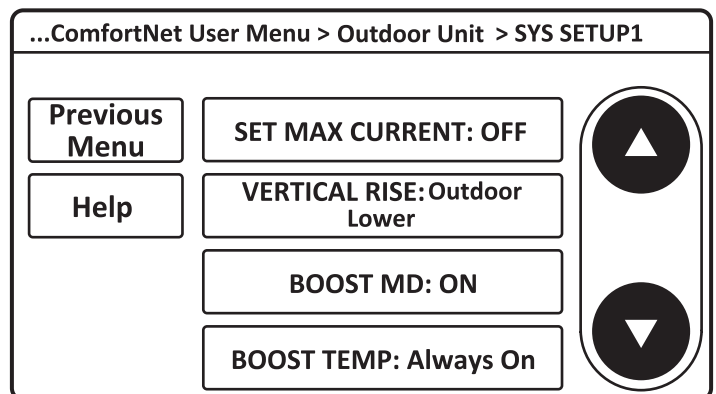 ...ComfortNet User Menu > Outdoor Unit > SYS SETUP1
Previous
Menu
SET MAX CURRENT: OFF
Help
VERTICAL RISE: Outdoor
Lower
BOOST MD: ON
BOOST TEMP: Always On